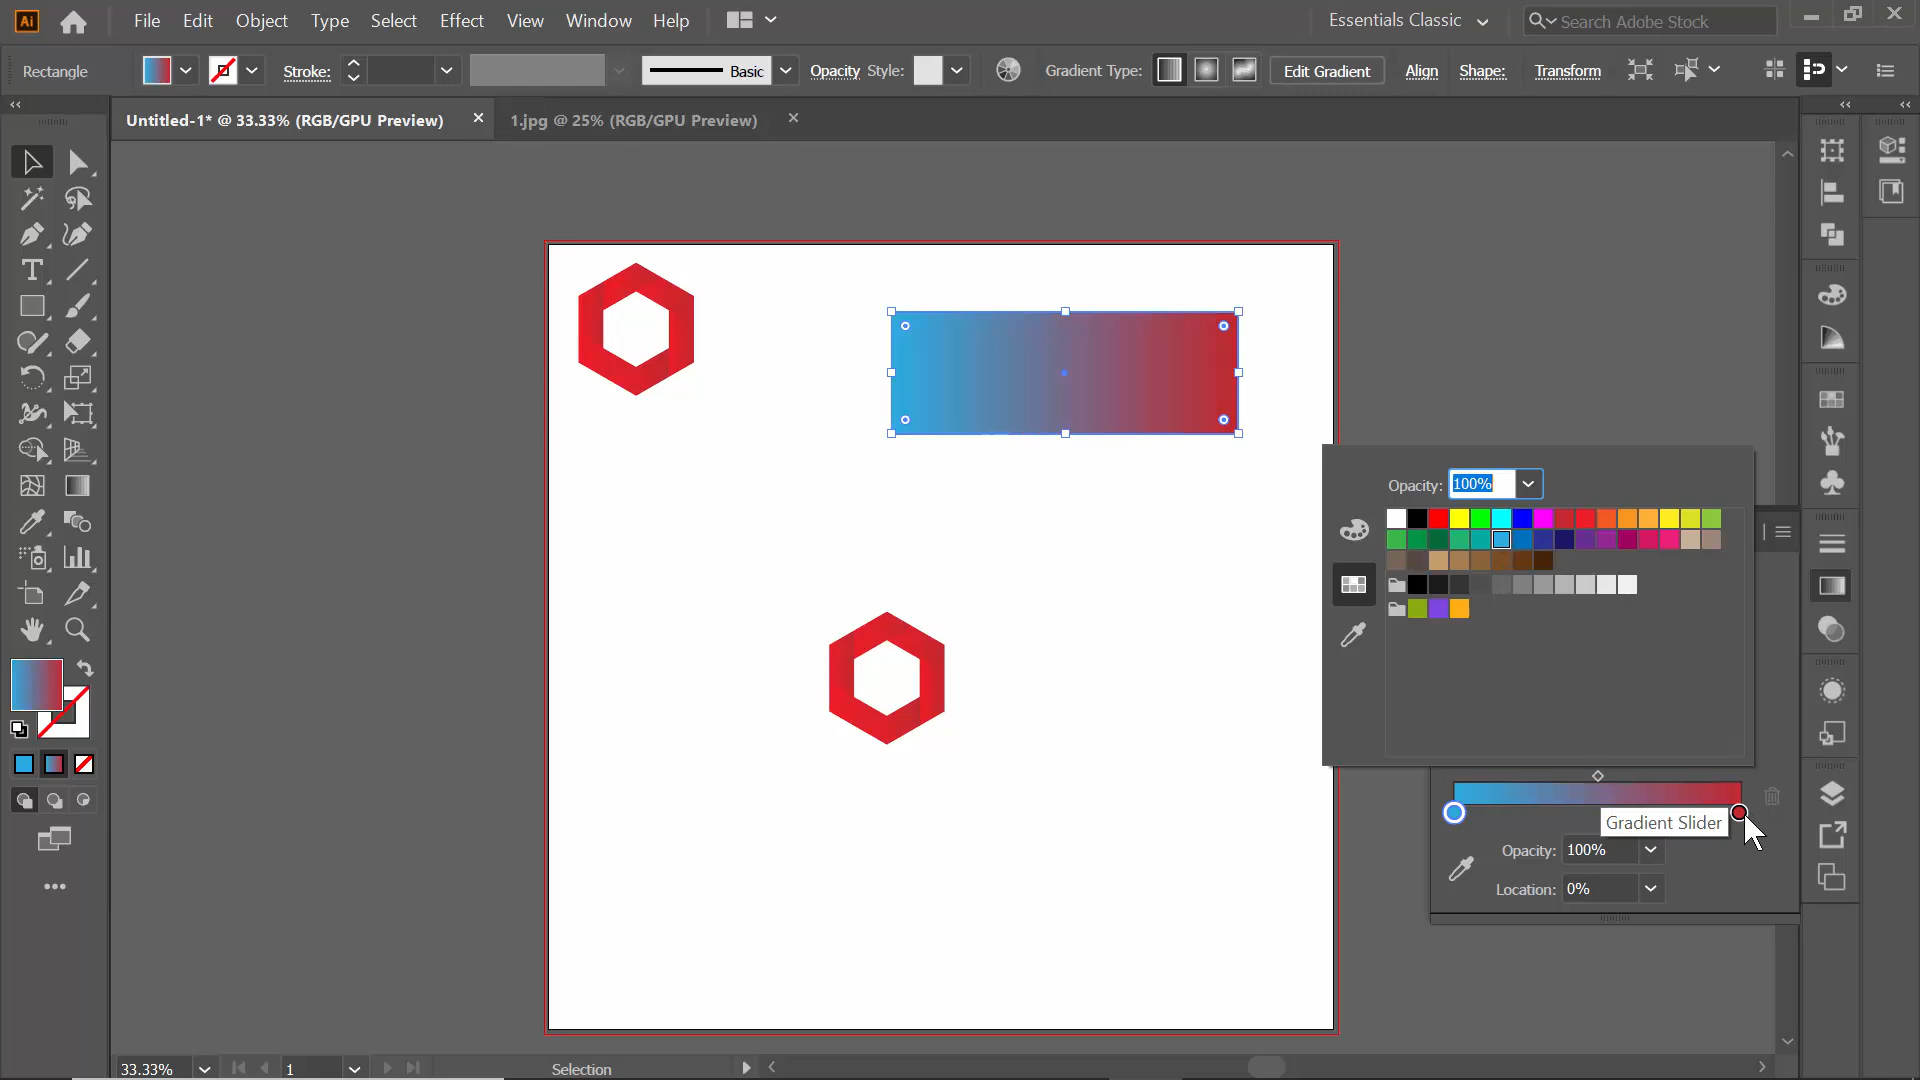 Ai
File Edit Object Type Select Effect View Window Help
Essentials Classic
Search Adobe Stock
Rectangle
Stroke:
Basic
Opacity Style:
Gradient Type:
Edit Gradient
Align
Shape:
Transform
Untitled-1* @ 33.33% (RGB/GPU Preview)
1.jpg @ 25% (RGB/GPU Preview)
Opacity: 100%
Gradient Slider
Opacity: 100%
Location: 0%
33.33%
1
Selection